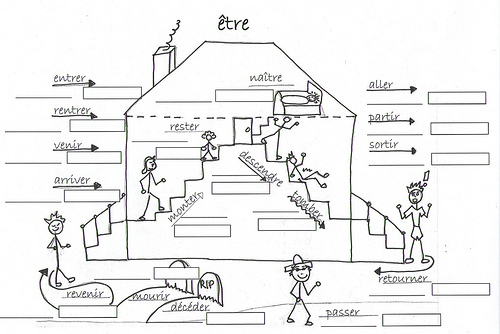 être
entrer
naître
aller
rentrer
partir
rester
venir
sortir
descendre
arriver
monter
tomber
retourner
RIP
revenir
mourir
décéder
passer